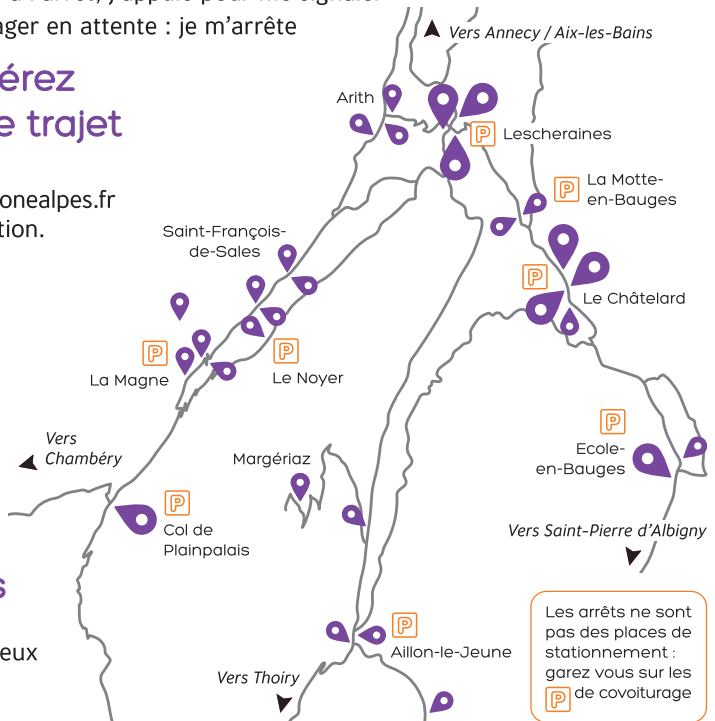 ager en attente : je m'arrête
érez
e trajet
onealpes.fr
tion.
Vers Annecy / Aix-les-Bains
Arith
P Lescheraines
P La Motte-
en-Bauges
Saint-François-
de-Sales
P
Le Châtelard
P
La Magne
P
Le Noyer
Vers
Chambéry
Margériaz
P
Ecole-
en-Bauges
P
Col de
Plainpalais
Vers Saint-Pierre d'Albigny
s
eux
P
Aillon-le-Jeune
Vers Thoiry
Les arrêts ne sont
pas des places de
stationnement :
garez vous sur les
P de covoiturage